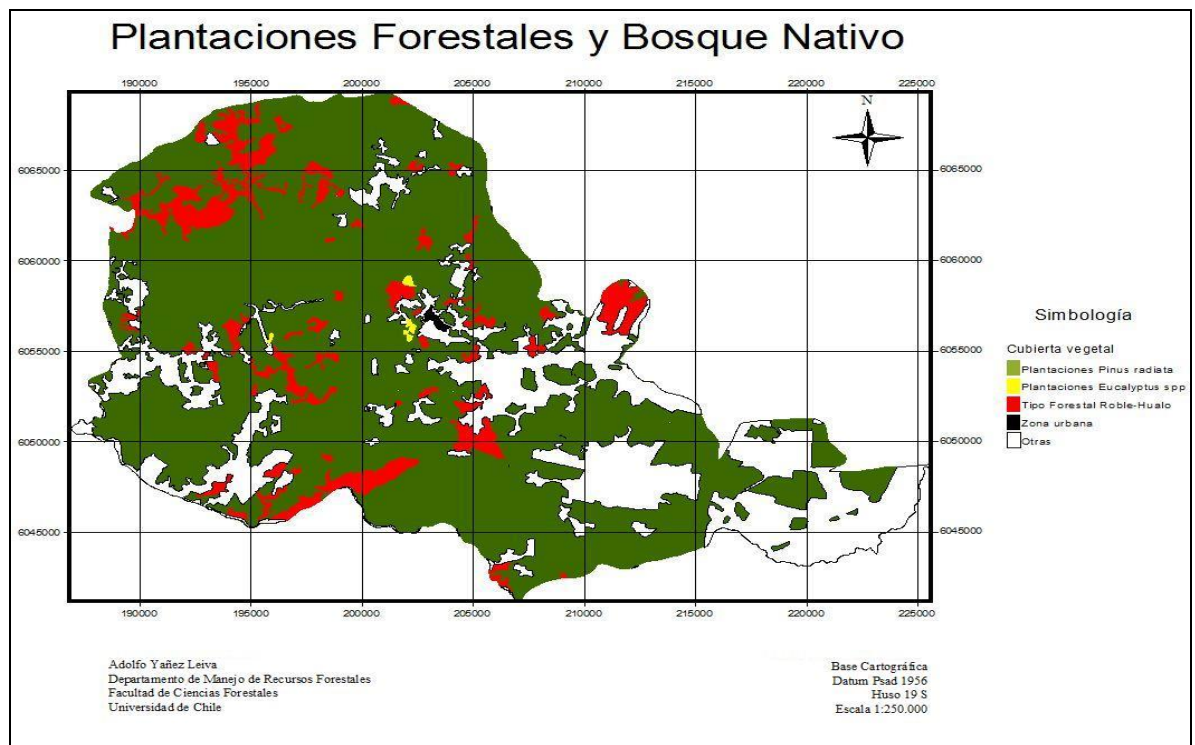 Plantaciones Forestales y Bosque Nativo
190000 195000 200000 205000 210000 215000 220000 225000
N
6065000 6065000
6060000 6060000
6055000 6055000
6050000 6050000
6045000 6045000
190000 195000 200000 205000 210000 215000 220000 225000
Simbología
Cubierta vegetal
Plantaciones Pinus radiata
Plantaciones Eucalyptus spp
Tipo Forestal Roble-Hualo
Zona urbana
Otras
Adolfo Yañez Leiva
Departamento de Manejo de Recursos Forestales
Facultad de Ciencias Forestales
Universidad de Chile
Base Cartográfica
Datum Psad 1956
Huso 19 S
Escala 1:250.000